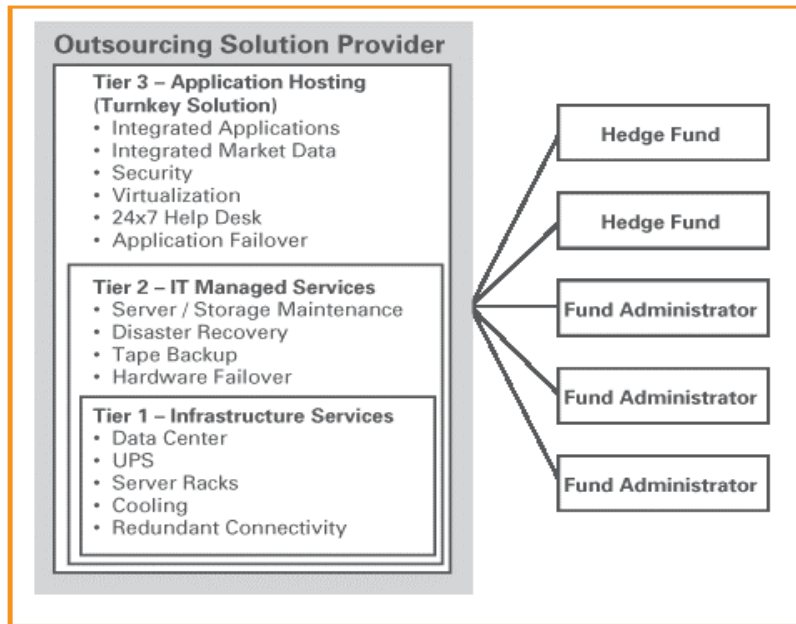 Outsourcing Solution Provider
Tier 3 – Application Hosting
(Turnkey Solution)
• Integrated Applications
• Integrated Market Data
• Security
• Virtualization
• 24x7 Help Desk
• Application Failover
Tier 2 – IT Managed Services
• Server / Storage Maintenance
• Disaster Recovery
• Tape Backup
• Hardware Failover
Tier 1 – Infrastructure Services
• Data Center
• UPS
• Server Racks
• Cooling
• Redundant Connectivity
Hedge Fund
Hedge Fund
Fund Administrator
Fund Administrator
Fund Administrator